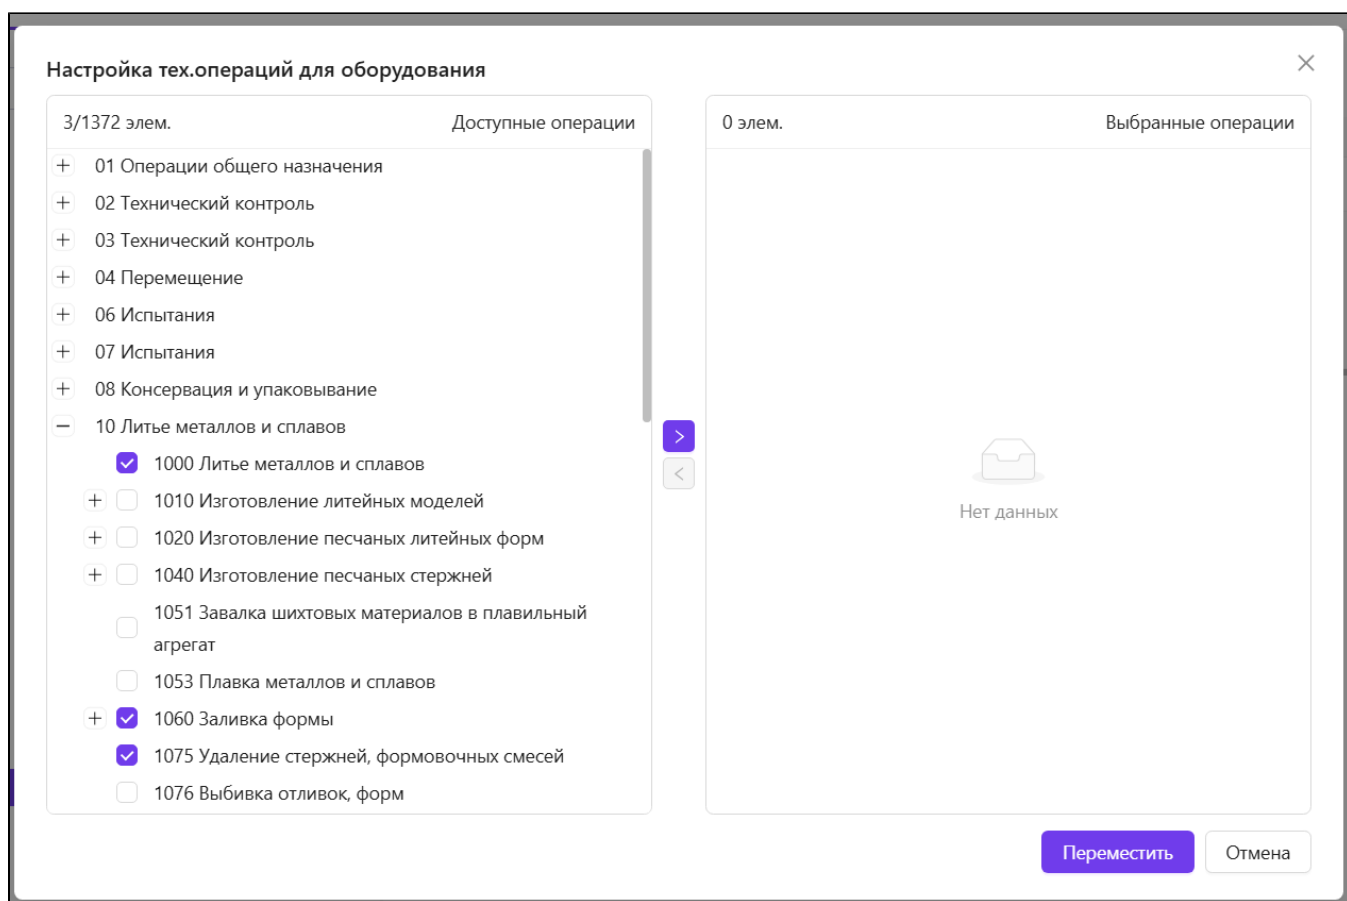 Настройка тех.операций для оборудования
3/1372 элем. Доступные операции
01 Операции общего назначения
02 Технический контроль
03 Технический контроль
04 Перемещение
06 Испытания
07 Испытания
08 Консервация и упаковывание
10 Литье металлов и сплавов
1000 Литье металлов и сплавов
1010 Изготовление литейных моделей
1020 Изготовление песчаных литейных форм
1040 Изготовление песчаных стержней
1051 Завалка шихтовых материалов в плавильный
агрегат
1053 Плавка металлов и сплавов
1060 Заливка формы
1075 Удаление стержней, формовочных смесей
1076 Выбивка отливок, форм
0 элем. Выбранные операции
Нет данных
Переместить Отмена